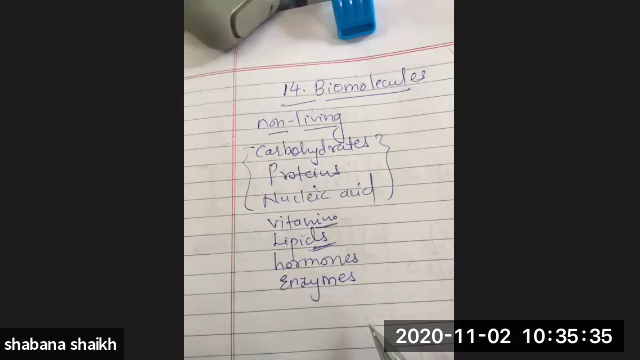 14. Biomolecules
non-living
Carbohydrates
Proteins
Nucleic acid
vitamins
Lipids
hormones
Enzymes
shabana shaikh
2020-11-02 10:35:35